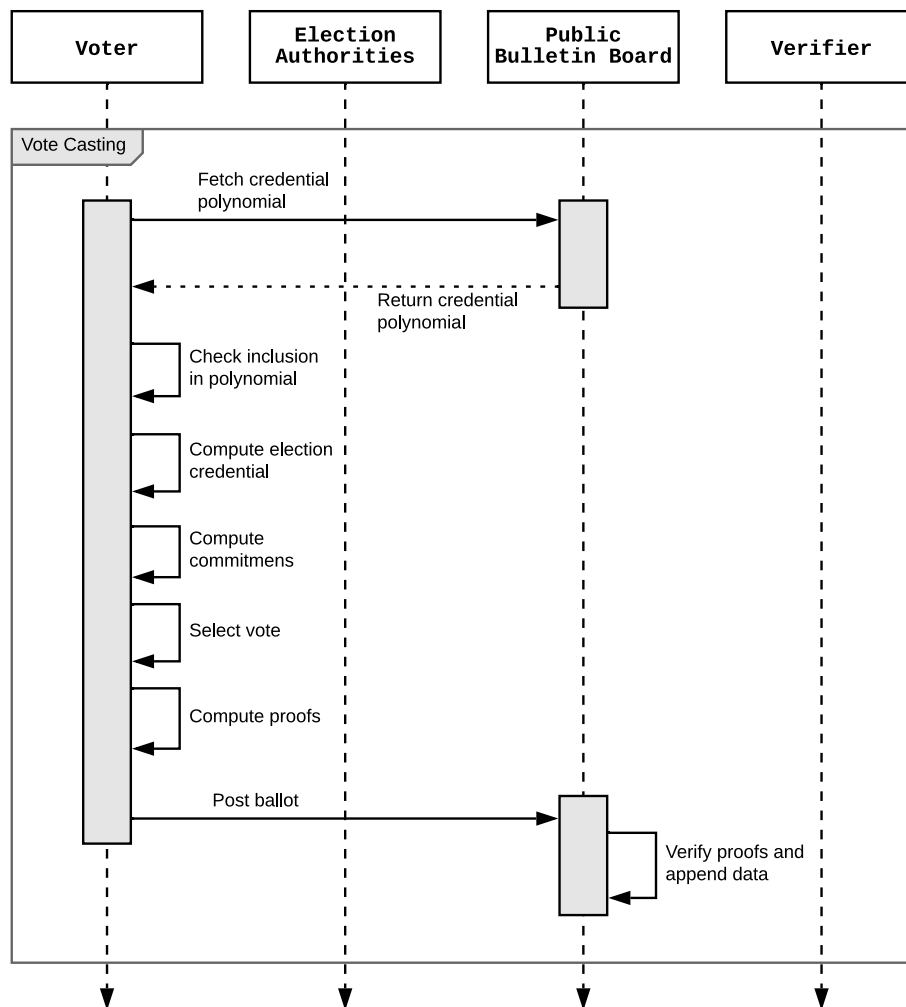 Voter
Election
Authorities
Public
Bulletin Board
Verifier
Vote Casting
Fetch credential
polynomial
Return credential
polynomial
Check inclusion
in polynomial
Compute election
credential
Compute
commitmens
Select vote
Compute proofs
Post ballot
Verify proofs and
append data